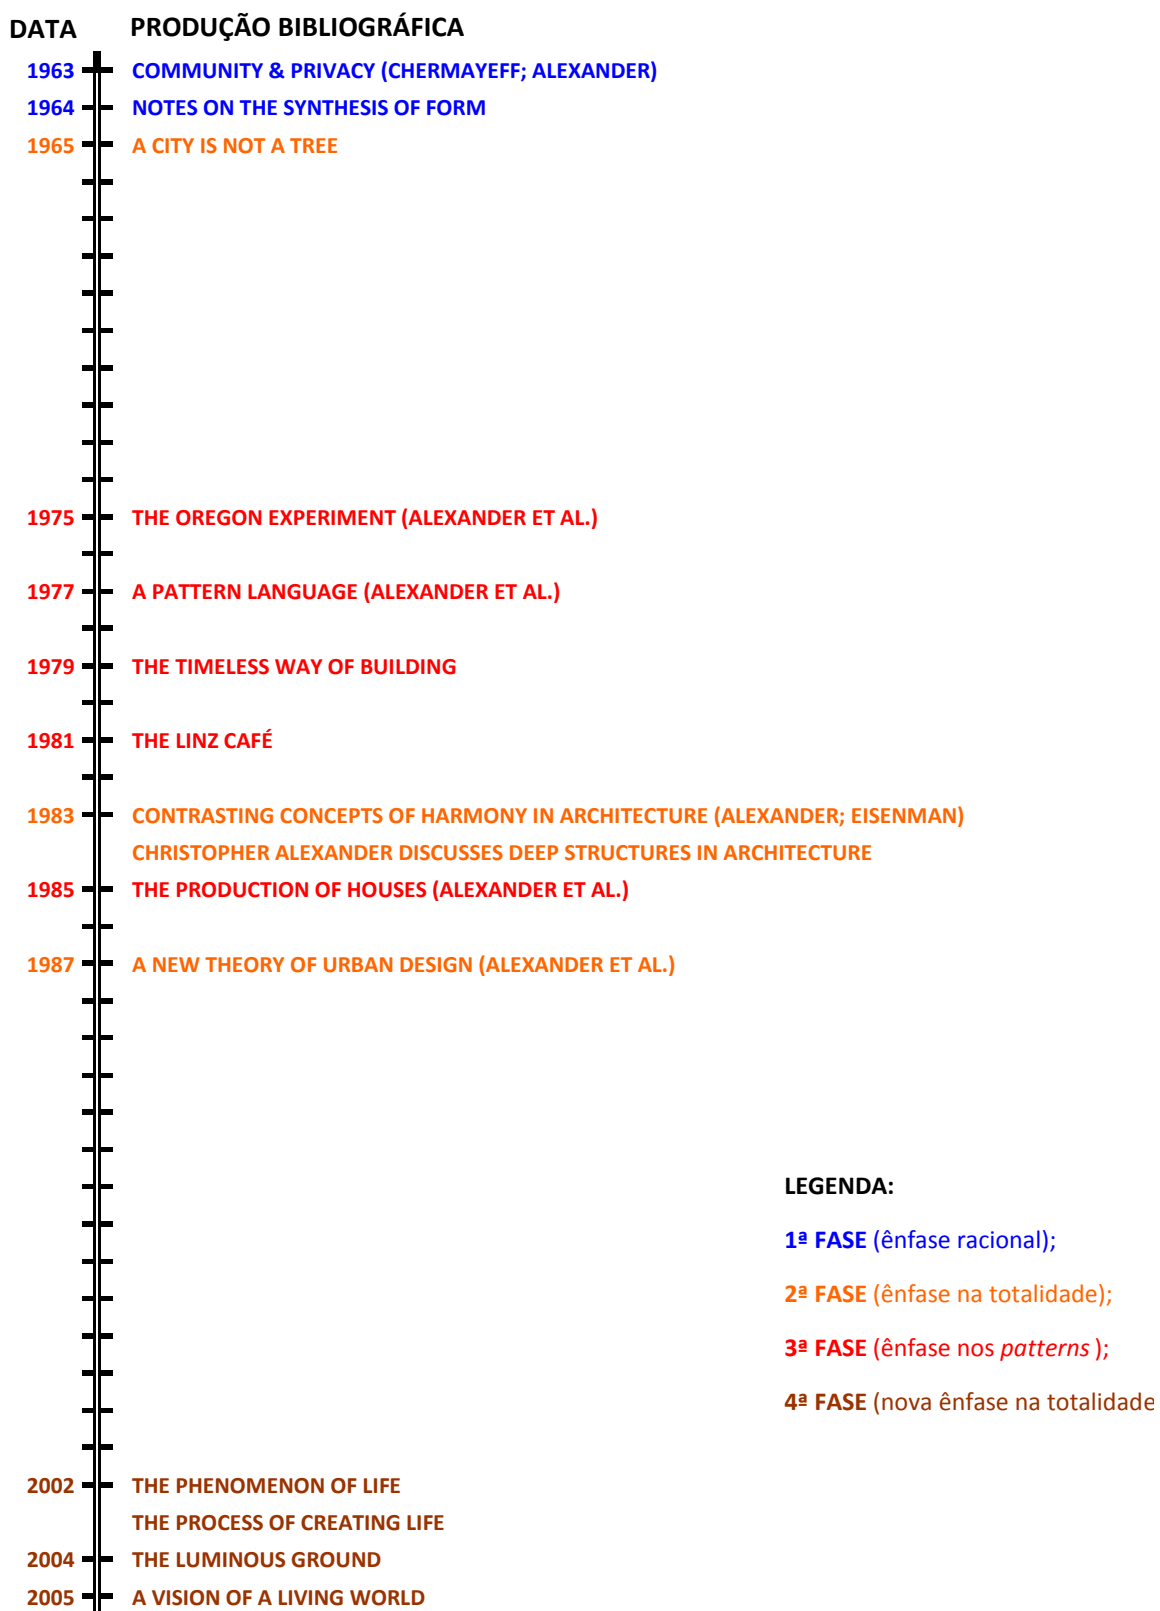 DATA PRODUÇÃO BIBLIOGRÁFICA
1963 COMMUNITY & PRIVACY (CHERMAYEFF; ALEXANDER)
1964 NOTES ON THE SYNTHESIS OF FORM
1965 A CITY IS NOT A TREE
1975 THE OREGON EXPERIMENT (ALEXANDER ET AL.)
1977 A PATTERN LANGUAGE (ALEXANDER ET AL.)
1979 THE TIMELESS WAY OF BUILDING
1981 THE LINZ CAFÉ
1983 CONTRASTING CONCEPTS OF HARMONY IN ARCHITECTURE (ALEXANDER; EISENMAN)
CHRISTOPHER ALEXANDER DISCUSSES DEEP STRUCTURES IN ARCHITECTURE
1985 THE PRODUCTION OF HOUSES (ALEXANDER ET AL.)
1987 A NEW THEORY OF URBAN DESIGN (ALEXANDER ET AL.)
LEGENDA:
1ª FASE (ênfase racional);
2ª FASE (ênfase na totalidade);
3ª FASE (ênfase nos patterns );
4ª FASE (nova ênfase na totalidade
2002 THE PHENOMENON OF LIFE
THE PROCESS OF CREATING LIFE
2004 THE LUMINOUS GROUND
2005 A VISION OF A LIVING WORLD